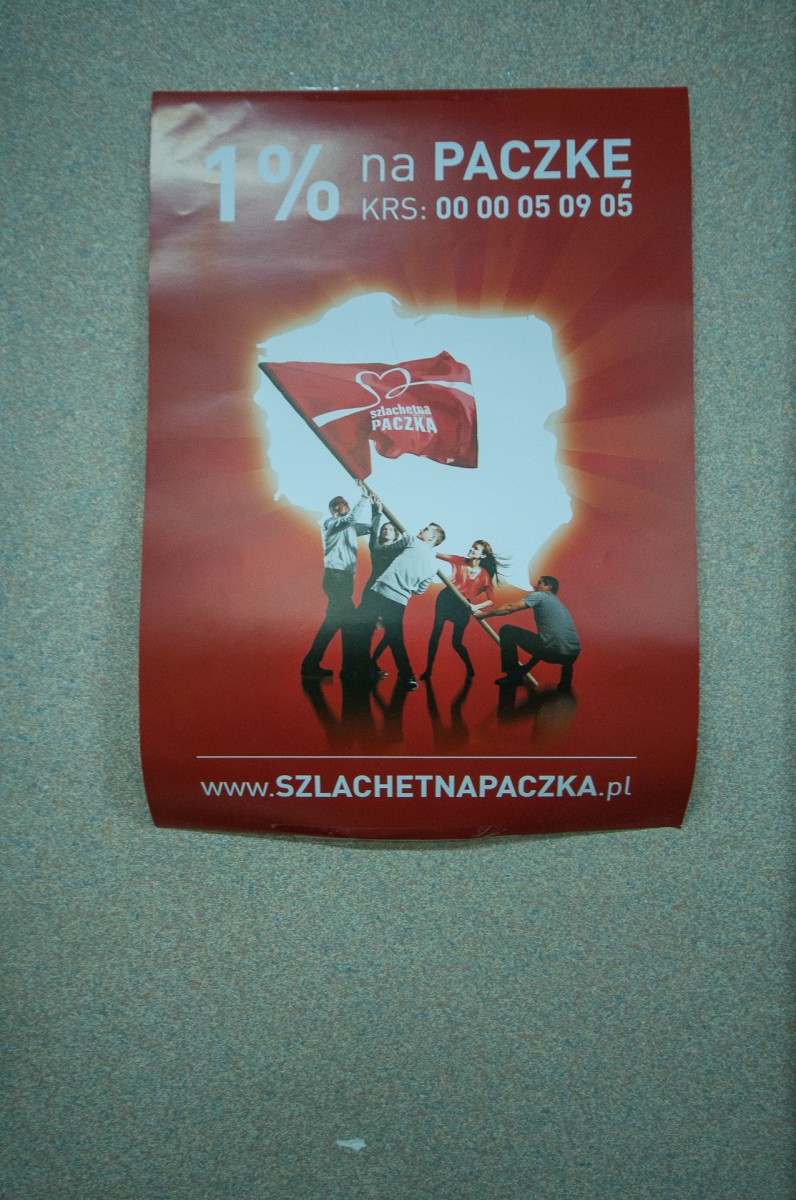 1% na PACZKĘ
KRS: 00 00 05 09 05
szlachetna
PACZKA
www.SZLACHETNAPACZKA.pl